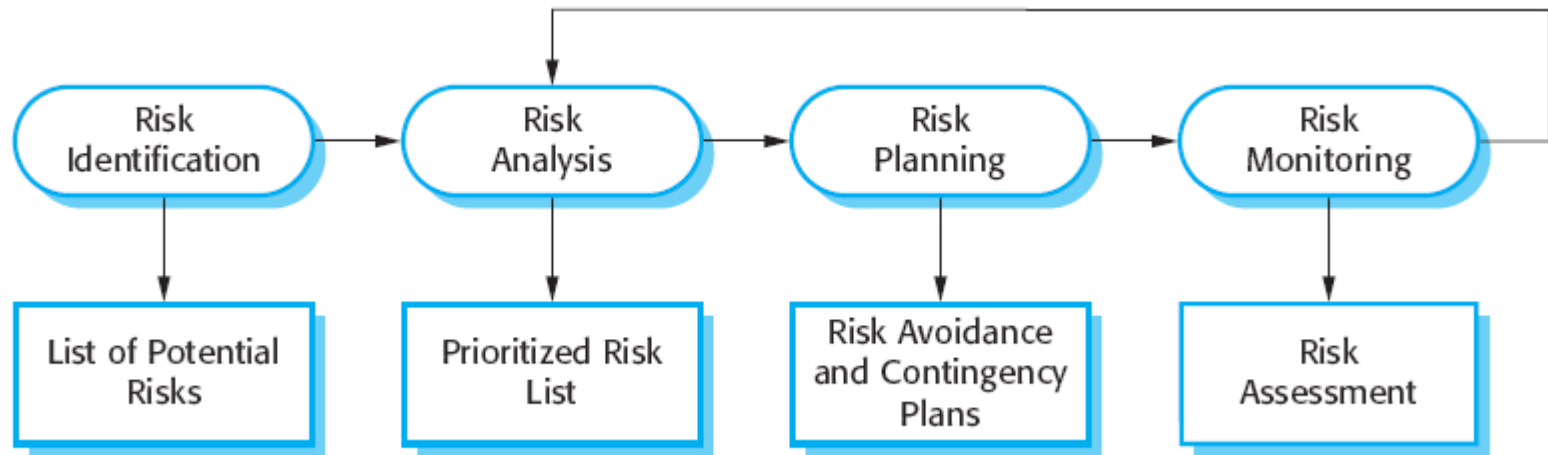 Risk
Identification
Risk
Analysis
Risk
Planning
Risk
Monitoring
List of Potential
Risks
Prioritized Risk
List
Risk Avoidance
and Contingency
Plans
Risk
Assessment